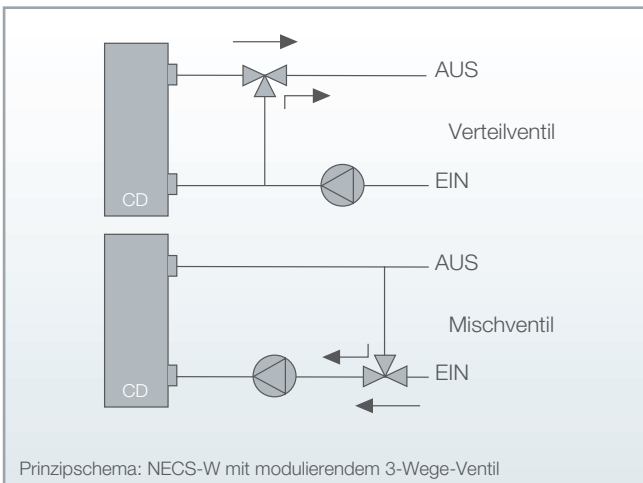 AUS
Verteilventil
EIN
CD
AUS
Mischventil
EIN
CD
Prinzipschema: NECS-W mit modulierendem 3-Wege-Ventil